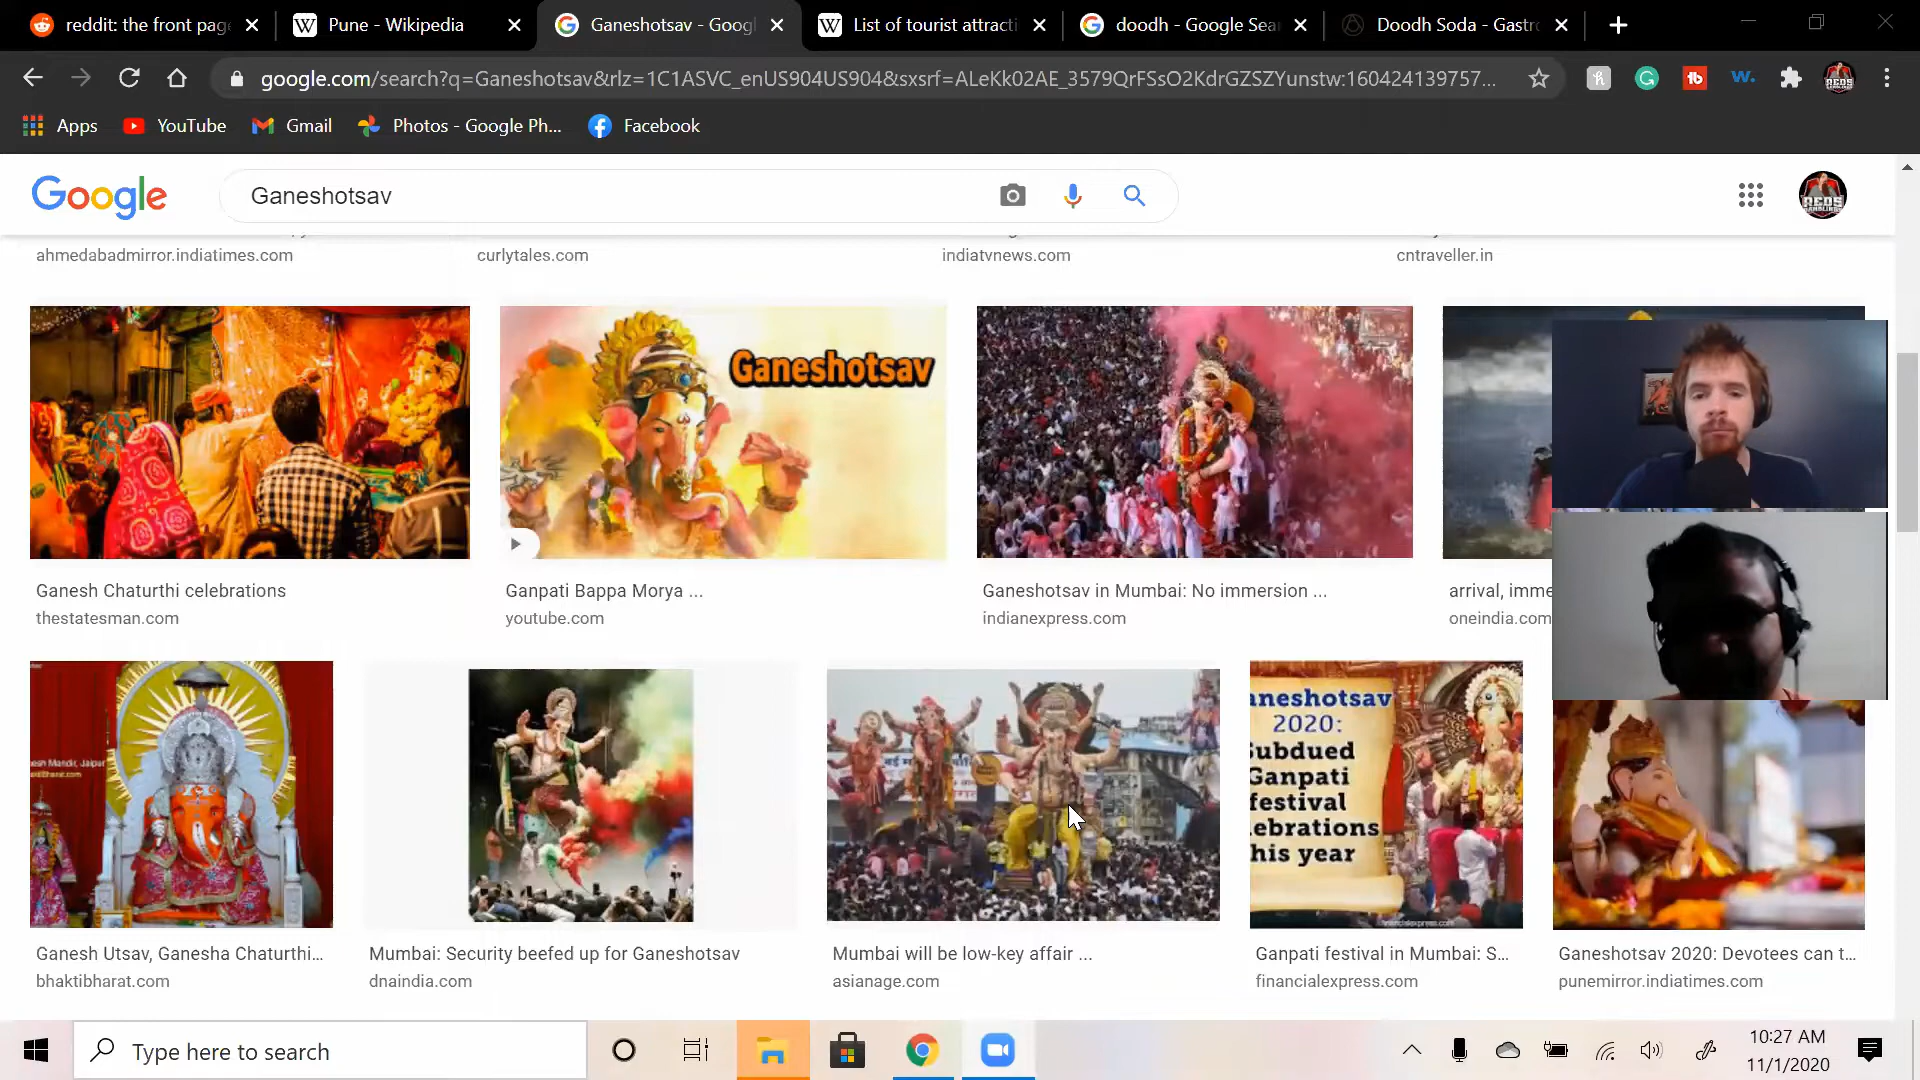 reddit: the front page
Pune - Wikipedia
Ganeshotsav - Googl
List of tourist attracti
doodh - Google Sea
Doodh Soda - Gastro
google.com/search?q=Ganeshotsav&rlz=1C1ASVC_enUS904US904&sxsrf=ALeKk02AE_3579QrFSsO2KdrGZSZYunstw:160424139757...
Apps
YouTube
Gmail
Photos - Google Ph...
Facebook
Google
Ganeshotsav
REDS
ahmedabadmirror.indiatimes.com
curlytales.com
indiatvnews.com
cntraveller.in
Ganeshotsav
Ganesh Chaturthi celebrations
thestatesman.com
Ganpati Bappa Morya ...
youtube.com
Ganeshotsav in Mumbai: No immersion ...
indianexpress.com
arrival, imme
oneindia.com
aneshotsav
2020:
Subdued
Ganpati
festival
lebrations
his year
Ganesh Utsav, Ganesha Chaturthi...
bhaktibharat.com
Mumbai: Security beefed up for Ganeshotsav
dnaindia.com
Mumbai will be low-key affair ...
asianage.com
Ganpati festival in Mumbai: S...
financialexpress.com
Ganeshotsav 2020: Devotees can t...
punemirror.indiatimes.com
Type here to search
10:27 AM
11/1/2020